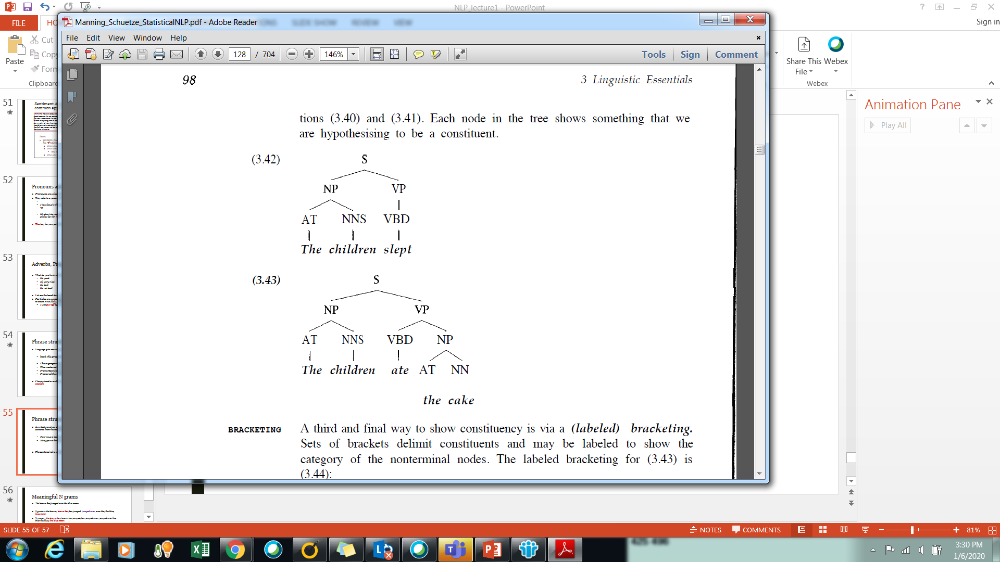 NLP_lecture1 - PowerPoint
Sign in
FILE
SLIDE SHOW
REVIEW
VIEW
Manning_Schuetze_StatisticalNLP.pdf - Adobe Reader
File Edit View Window Help
128 / 704
146%
Tools Sign Comment
Paste
Cut
Copy
Form
Clipboard
Share This File
Webex
Webex
Animation Pane
Play All
51
52
Pronouns a
53
Adverbs, Pr
54
Phrase stru
55
Phrase stru
56
Meaningful N grams
98
3 Linguistic Essentials
tions (3.40) and (3.41). Each node in the tree shows something that we
are hypothesising to be a constituent.
(3.42)
S
NP VP
AT NNS VBD
The children slept
(3.43)
S
NP VP
AT NNS VBD NP
The children ate AT NN
the cake
BRACKETING
A third and final way to show constituency is via a (labeled) bracketing.
Sets of brackets delimit constituents and may be labeled to show the
category of the nonterminal nodes. The labeled bracketing for (3.43) is
(3.44):
SLIDE 55 OF 57
NOTES
COMMENTS
81%
3:30 PM
1/6/2020